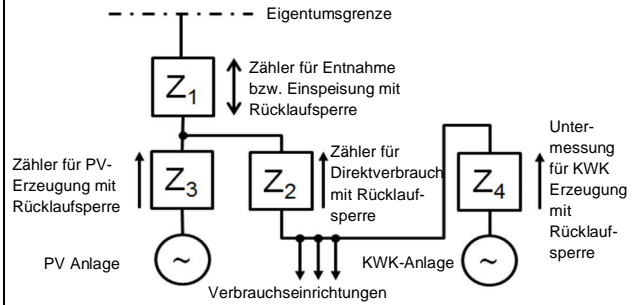 Eigentumsgrenze
Z1
Zähler für Entnahme
bzw. Einspeisung mit
Rücklaufsperre
Zähler für PV-
Erzeugung mit
Rücklaufsperre
Z3
Z2
Zähler für
Direktverbrauch
mit Rücklauf-
sperre
Z4
Unter-
messung
für KWK
Erzeugung
mit
Rücklauf-
sperre
PV Anlage
~
KWK-Anlage
~
Verbrauchseinrichtungen